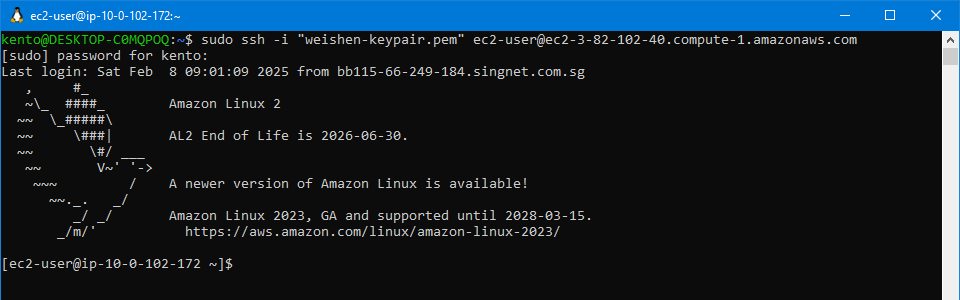 ec2-user@ip-10-0-102-172:~
kento@DESKTOP-C0MQPOQ:~$ sudo ssh -i "weishen-keypair.pem" ec2-user@ec2-3-82-102-40.compute-1.amazonaws.com
[sudo] password for kento:
Last login: Sat Feb  8 09:01:09 2025 from bb115-66-249-184.singnet.com.sg
   ,     #_
   ~\_  ####_        Amazon Linux 2
  ~~  \_#####\
  ~~     \###|       AL2 End of Life is 2026-06-30.
  ~~       \#/ ___
   ~~       V~' '->
    ~~~         /    A newer version of Amazon Linux is available!
      ~~._.   _/
         _/ _/       Amazon Linux 2023, GA and supported until 2028-03-15.
       _/m/'           https://aws.amazon.com/linux/amazon-linux-2023/
[ec2-user@ip-10-0-102-172 ~]$